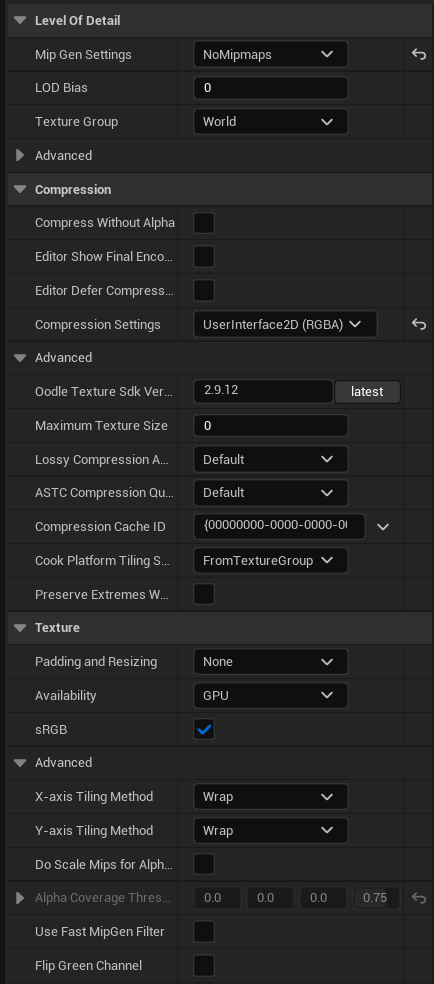 Level Of Detail
Mip Gen Settings NoMipmaps
LOD Bias 0
Texture Group World
Advanced
Compression
Compress Without Alpha
Editor Show Final Enco...
Editor Defer Compress...
Compression Settings UserInterface2D (RGBA)
Advanced
Oodle Texture Sdk Ver... 2.9.12 latest
Maximum Texture Size 0
Lossy Compression A... Default
ASTC Compression Qu... Default
Compression Cache ID {00000000-0000-0000-0(
Cook Platform Tiling S... FromTextureGroup
Preserve Extremes W...
Texture
Padding and Resizing None
Availability GPU
sRGB
Advanced
X-axis Tiling Method Wrap
Y-axis Tiling Method Wrap
Do Scale Mips for Alph...
Alpha Coverage Thres... 0.0 0.0 0.0 0.75
Use Fast MipGen Filter
Flip Green Channel